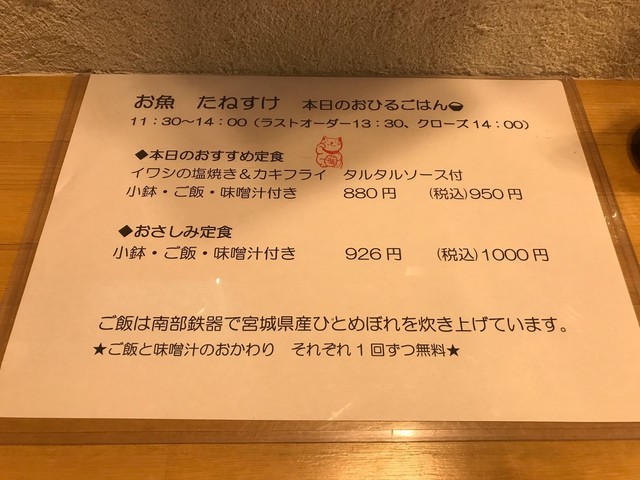 お魚 たねすけ 本日のおひるごはん
11:30～14:00(ラストオーダー13:30、クローズ14:00)
◆本日のおすすめ定食
イワシの塩焼き＆カキフライ タルタルソース付
小鉢・ご飯・味噌汁付き 880円 (税込)950円
◆おさしみ定食
小鉢・ご飯・味噌汁付き 926円 (税込)1000円
ご飯は南部鉄器で宮城県産ひとめぼれを炊き上げています。
★ご飯と味噌汁のおかわり それぞれ1回ずつ無料★